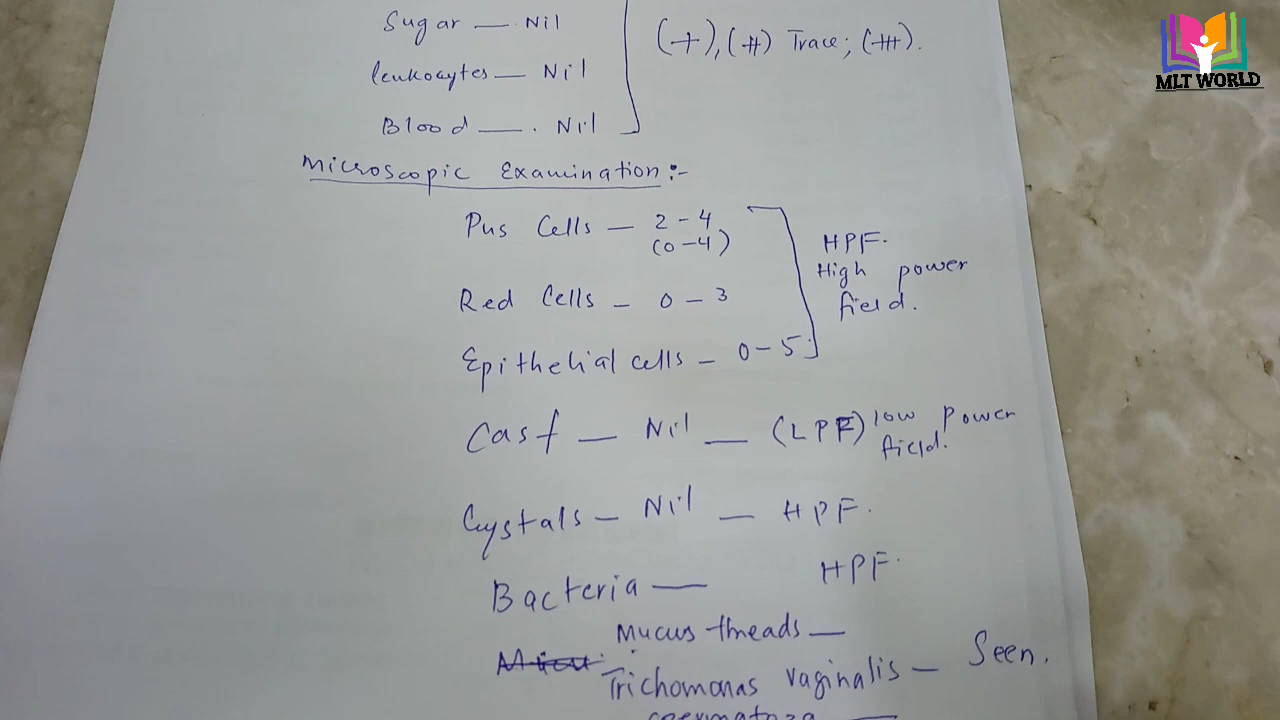 Sugar — Nil
(+), (++) Trace; (+++).
MLT WORLD
leukocytes — Nil
Blood —. Nil
Microscopic Examination :-
Pus Cells — 2-4
(0-4)
HPF.
High power
field.
Red Cells - 0-3
Epithelial cells - 0-5
Cast — Nil — (LPF) low power
field.
Crystals - Nil — HPF.
Bacteria — HPF.
Mucus threads —
Trichomonas vaginalis - Seen.